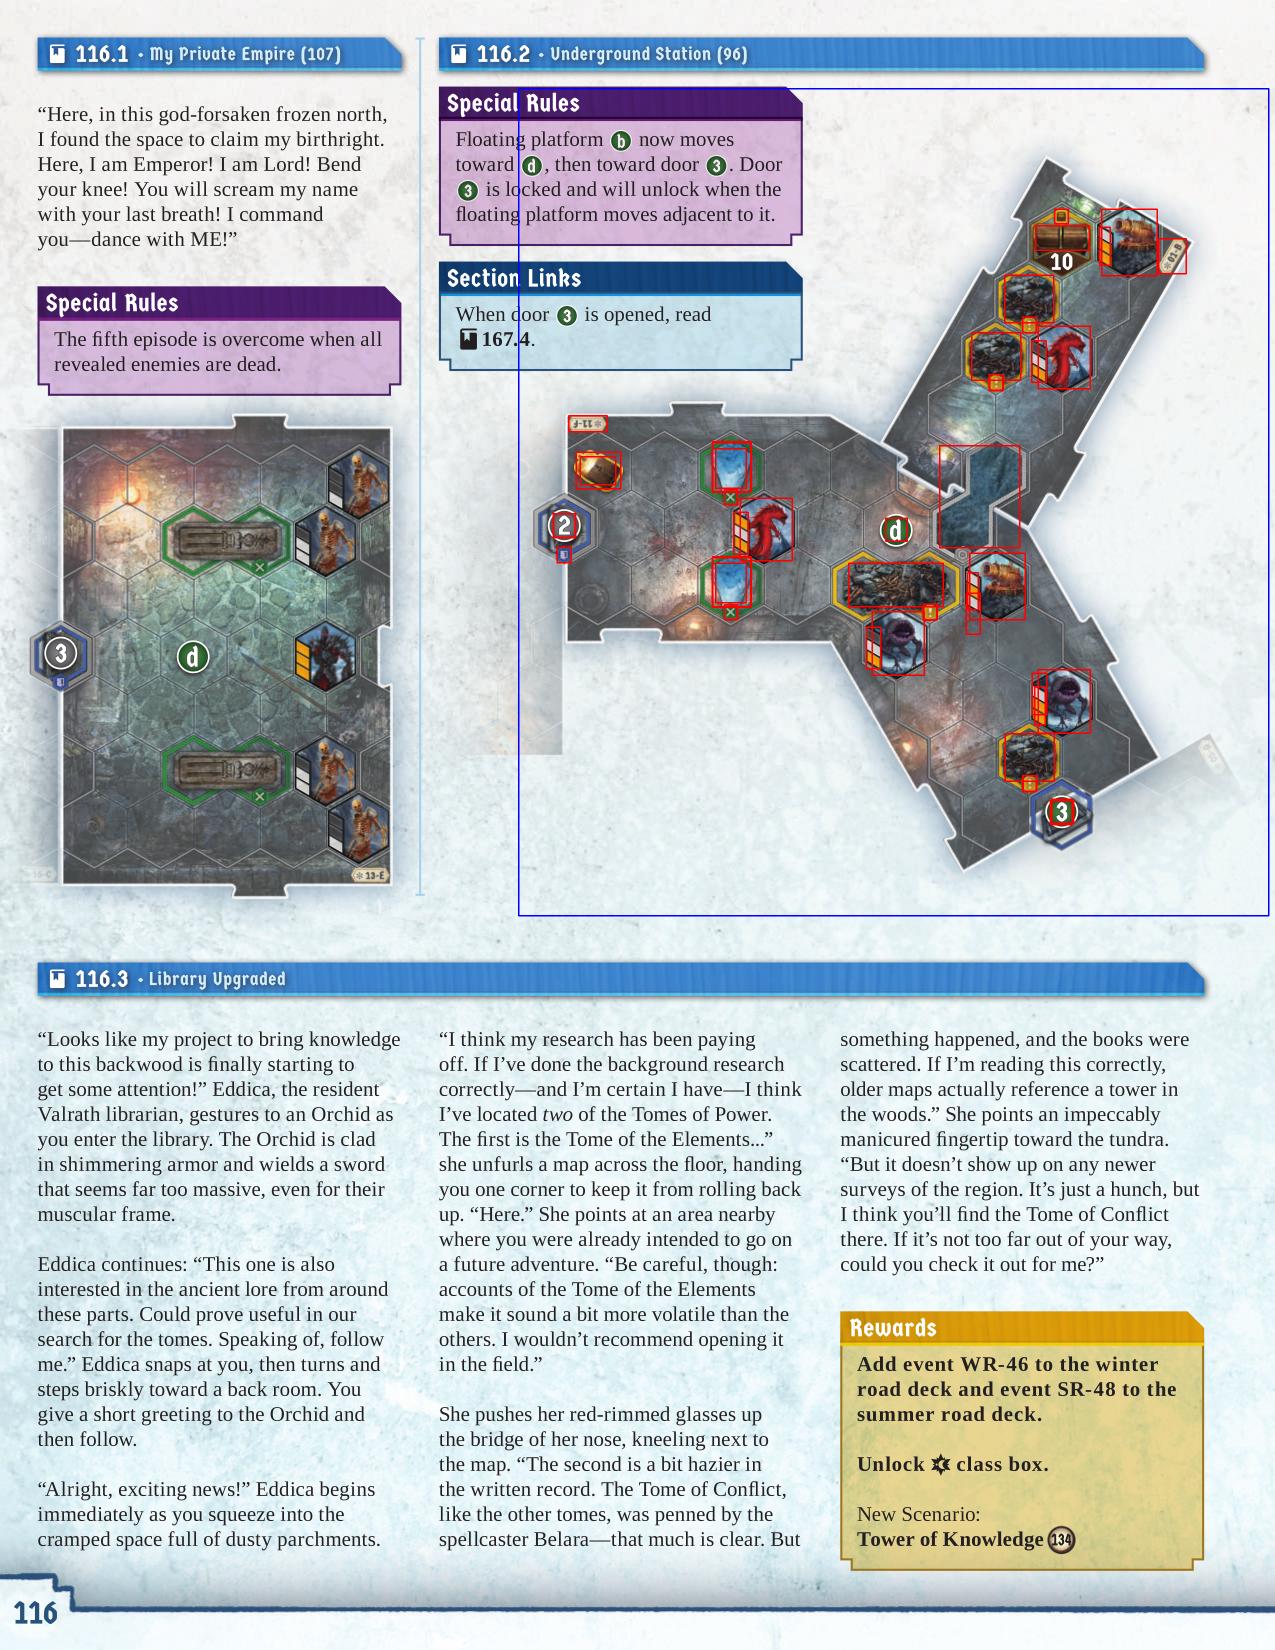 116.1 • My Private Empire (107)
“Here, in this god-forsaken frozen north,
I found the space to claim my birthright.
Here, I am Emperor! I am Lord! Bend
your knee! You will scream my name
with your last breath! I command
you—dance with ME!”
Special Rules
The fifth episode is overcome when all
revealed enemies are dead.
3
d
13-E
116.2 • Underground Station (96)
Special Rules
Floating platform b now moves
toward d, then toward door 3. Door
3 is locked and will unlock when the
floating platform moves adjacent to it.
Section Links
When door 3 is opened, read
167.4.
10
11-F
2
d
3
116.3 • Library Upgraded
“Looks like my project to bring knowledge
to this backwood is finally starting to
get some attention!” Eddica, the resident
Valrath librarian, gestures to an Orchid as
you enter the library. The Orchid is clad
in shimmering armor and wields a sword
that seems far too massive, even for their
muscular frame.
Eddica continues: “This one is also
interested in the ancient lore from around
these parts. Could prove useful in our
search for the tomes. Speaking of, follow
me.” Eddica snaps at you, then turns and
steps briskly toward a back room. You
give a short greeting to the Orchid and
then follow.
“Alright, exciting news!” Eddica begins
immediately as you squeeze into the
cramped space full of dusty parchments.
“I think my research has been paying
off. If I’ve done the background research
correctly—and I’m certain I have—I think
I’ve located two of the Tomes of Power.
The first is the Tome of the Elements...”
she unfurls a map across the floor, handing
you one corner to keep it from rolling back
up. “Here.” She points at an area nearby
where you were already intended to go on
a future adventure. “Be careful, though:
accounts of the Tome of the Elements
make it sound a bit more volatile than the
others. I wouldn’t recommend opening it
in the field.”
She pushes her red-rimmed glasses up
the bridge of her nose, kneeling next to
the map. “The second is a bit hazier in
the written record. The Tome of Conflict,
like the other tomes, was penned by the
spellcaster Belara—that much is clear. But
something happened, and the books were
scattered. If I’m reading this correctly,
older maps actually reference a tower in
the woods.” She points an impeccably
manicured fingertip toward the tundra.
“But it doesn’t show up on any newer
surveys of the region. It’s just a hunch, but
I think you’ll find the Tome of Conflict
there. If it’s not too far out of your way,
could you check it out for me?”
Rewards
Add event WR-46 to the winter
road deck and event SR-48 to the
summer road deck.
Unlock class box.
New Scenario:
Tower of Knowledge 134
116